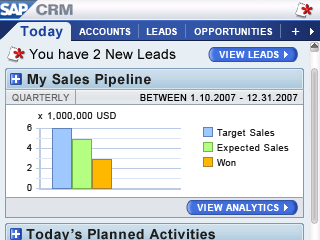 SAP CRM
Today ACCOUNTS LEADS OPPORTUNITIES +
You have 2 New Leads VIEW LEADS
My Sales Pipeline
QUARTERLY BETWEEN 1.10.2007 - 12.31.2007
x 1,000,000 USD
6
4
2
0
Target Sales
Expected Sales
Won
VIEW ANALYTICS
Today's Planned Activities